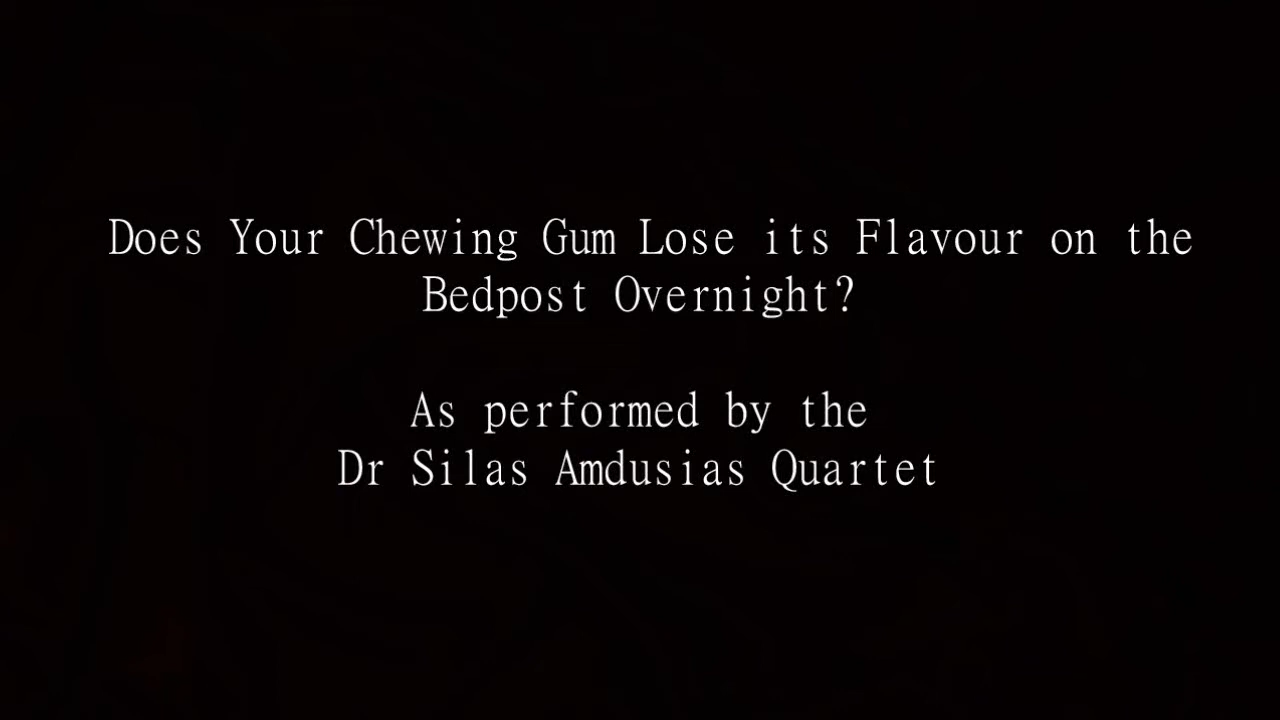 Does Your Chewing Gum Lose its Flavour on the
Bedpost Overnight?
As performed by the
Dr Silas Amdusias Quartet